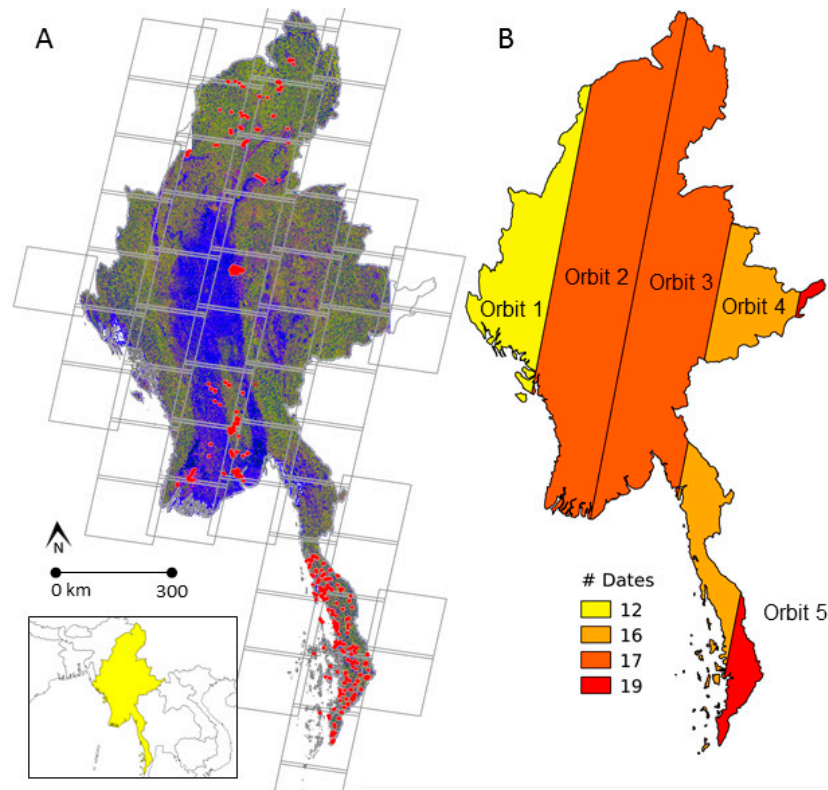 A
B
Orbit 1
Orbit 2
Orbit 3
Orbit 4
Orbit 5
N
0 km 300
# Dates
12
16
17
19